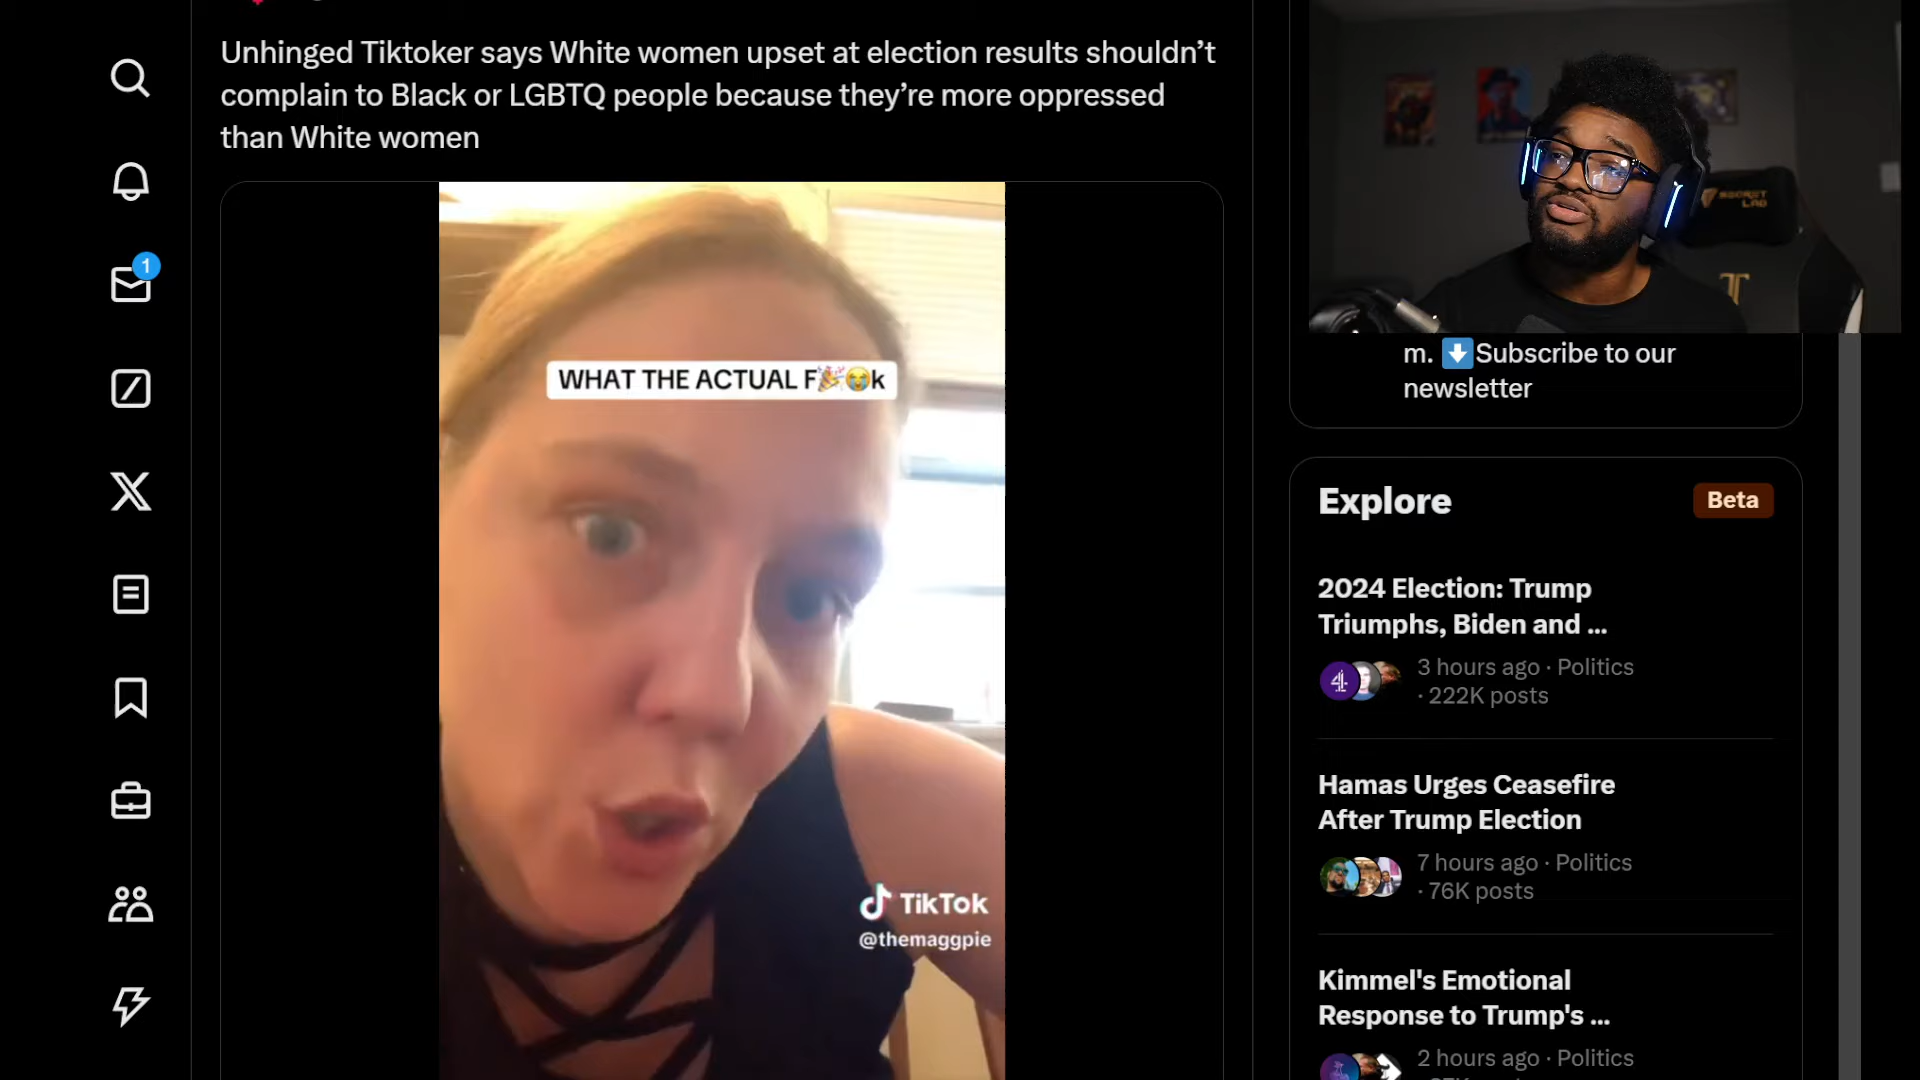 Unhinged Tiktoker says White women upset at election results shouldn't
complain to Black or LGBTQ people because they're more oppressed
than White women
WHAT THE ACTUAL F🎉😭k
TikTok
@themaggpie
1
SECRET
LAB
m. ⬇️Subscribe to our
newsletter
Explore
Beta
2024 Election: Trump
Triumphs, Biden and ...
3 hours ago · Politics
· 222K posts
Hamas Urges Ceasefire
After Trump Election
7 hours ago · Politics
· 76K posts
Kimmel's Emotional
Response to Trump's ...
2 hours ago · Politics